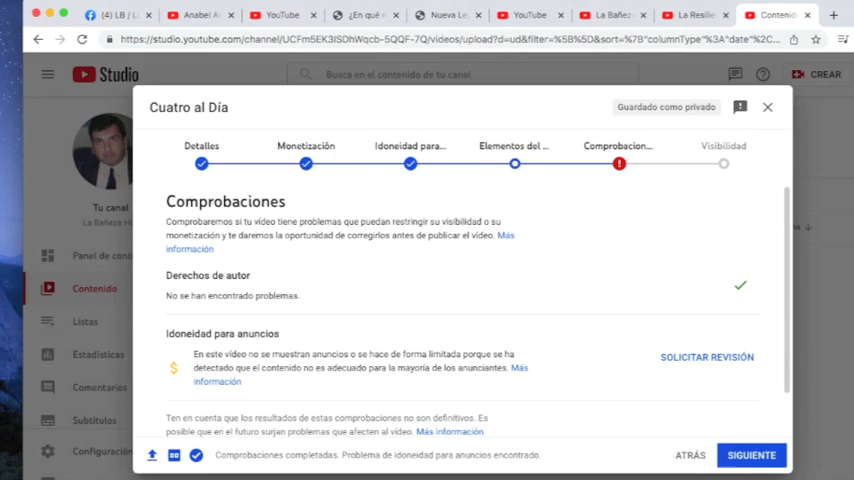 (4) LB / L
Anabel Al
YouTube
¿En qué m
Nueva Le
YouTube
La Bañeza
La Resilie
Contenid
https://studio.youtube.com/channel/UCFm5EK3ISDhWqcb-5QQF-7Q/videos/upload?d=ud&filter=%5B%5D&sort=%7B"columnType"%3A"date"%2C...
Studio
Busca en el contenido de tu canal
CREAR
Cuatro al Día
Guardado como privado
Detalles
Monetización
Idoneidad para...
Elementos del ...
Comprobacion...
Visibilidad
Comprobaciones
Comprobaremos si tu vídeo tiene problemas que puedan restringir su visibilidad o su
monetización y te daremos la oportunidad de corregirlos antes de publicar el vídeo. Más
información
Derechos de autor
No se han encontrado problemas.
Idoneidad para anuncios
En este vídeo no se muestran anuncios o se hace de forma limitada porque se ha
detectado que el contenido no es adecuado para la mayoría de los anunciantes. Más
información
SOLICITAR REVISIÓN
Ten en cuenta que los resultados de estas comprobaciones no son definitivos. Es
posible que en el futuro surjan problemas que afecten al vídeo. Más información
Comprobaciones completadas. Problema de idoneidad para anuncios encontrado.
ATRÁS
SIGUIENTE
Tu canal
La Bañeza H
Panel de cont
Contenido
Listas
Estadísticas
Comentarios
Subtítulos
Configuración